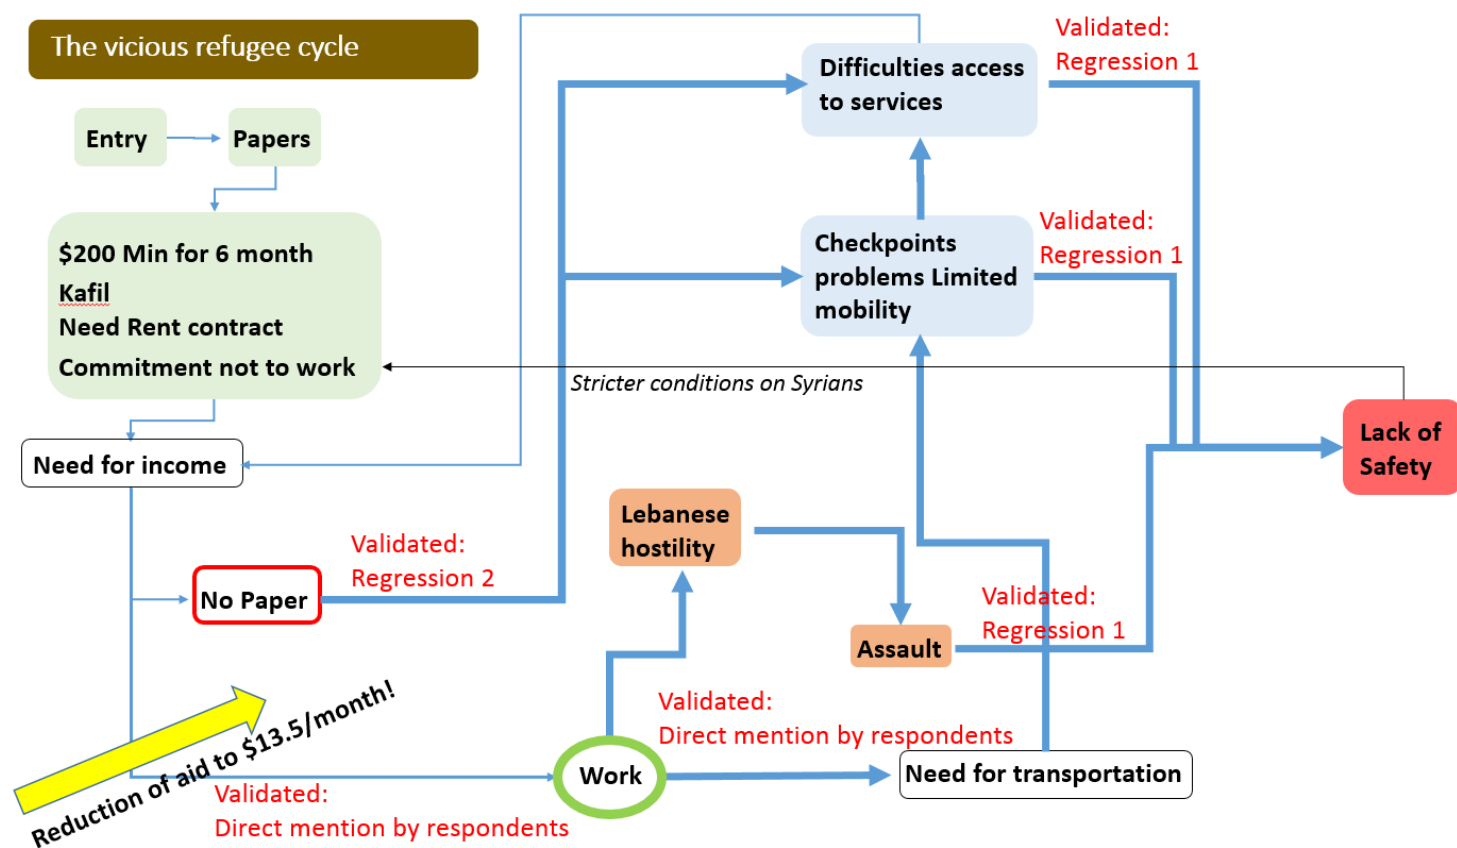 The vicious refugee cycle
Validated:
Regression 1
Difficulties access
to services
Entry
Papers
$200 Min for 6 month
Kafil
Need Rent contract
Commitment not to work
Checkpoints
problems Limited
mobility
Validated:
Regression 1
Stricter conditions on Syrians
Lack of
Safety
Need for income
Lebanese
hostility
Validated:
Regression 2
No Paper
Validated:
Regression 1
Assault
Reduction of aid to $13.5/month!
Validated:
Direct mention by respondents
Work
Need for transportation
Validated:
Direct mention by respondents